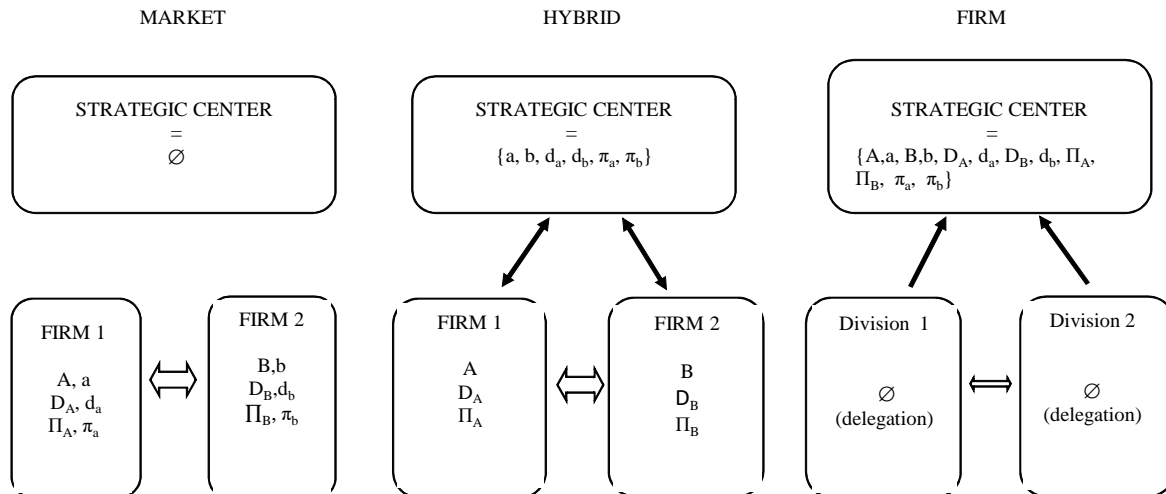 MARKET
STRATEGIC CENTER
=
∅
FIRM 1
A, a
D_A, d_a
Π_A, π_a
FIRM 2
B,b
D_B,d_b
Π_B, π_b
HYBRID
STRATEGIC CENTER
=
{a, b, d_a, d_b, π_a, π_b}
FIRM 1
A
D_A
Π_A
FIRM 2
B
D_B
Π_B
FIRM
STRATEGIC CENTER
=
{A,a, B,b, D_A, d_a, D_B, d_b, Π_A,
Π_B, π_a, π_b}
Division 1
∅
(delegation)
Division 2
∅
(delegation)